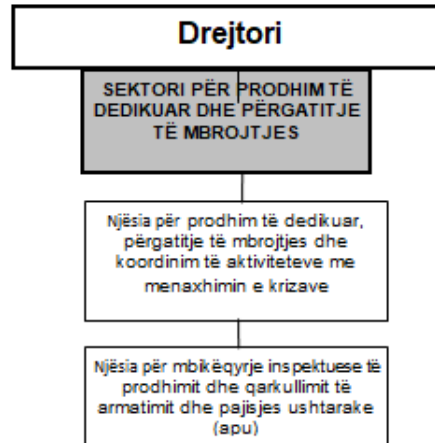 Drejtori
SEKTORI PËR PRODHIM TË
DEDIKUAR DHE PËRGATITJE
TË MBROJTJES
Njësia për prodhim të dedikuar,
përgatitje të mbrojtjes dhe
koordinim të aktiviteteve me
menaxhimin e krizave
Njësia për mbikëqyrje inspektuese të
prodhimit dhe qarkullimit të
armatimit dhe pajisjes ushtarake
(apu)